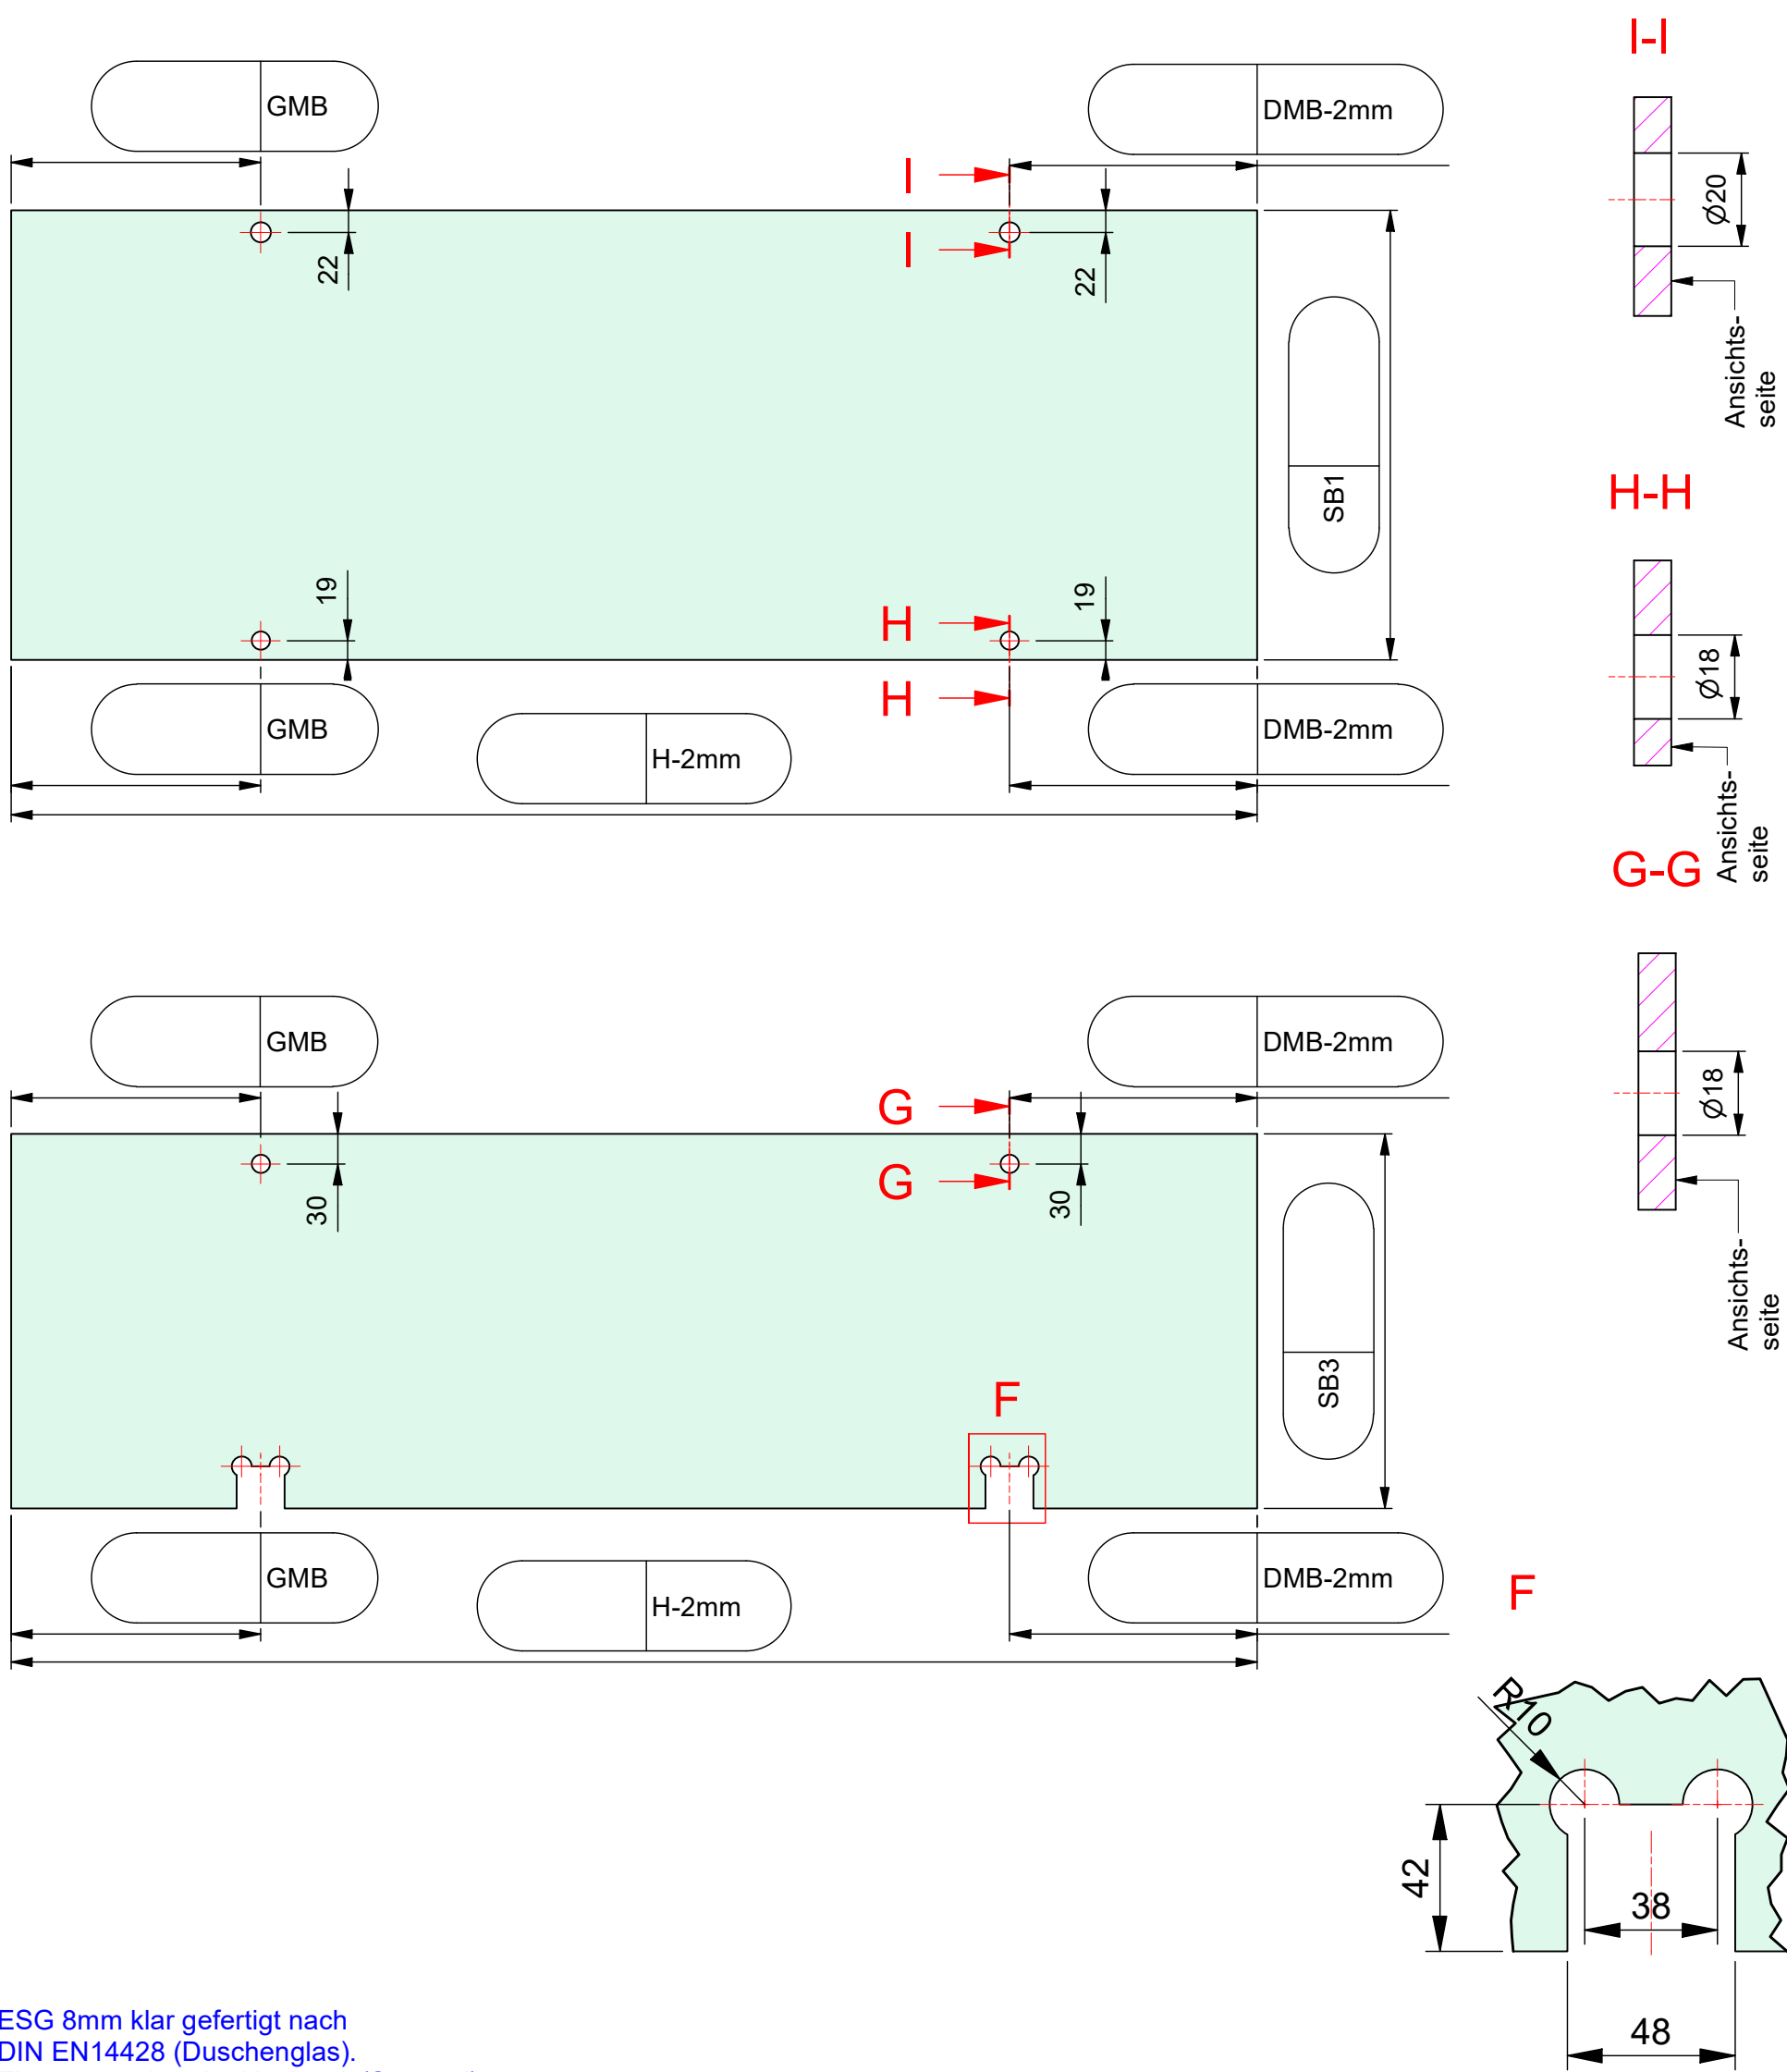 I-I
GMB
DMB-2mm
I
I
22
22
Ø20
Ansichts-
seite
SB1
H-H
19
19
H
H
Ø18
Ansichts-
seite
GMB
H-2mm
DMB-2mm
G-G
GMB
DMB-2mm
G
G
30
30
Ø18
Ansichts-
seite
SB3
F
GMB
H-2mm
DMB-2mm
F
R10
42
38
48
ESG 8mm klar gefertigt nach
DIN EN14428 (Duschenglas).